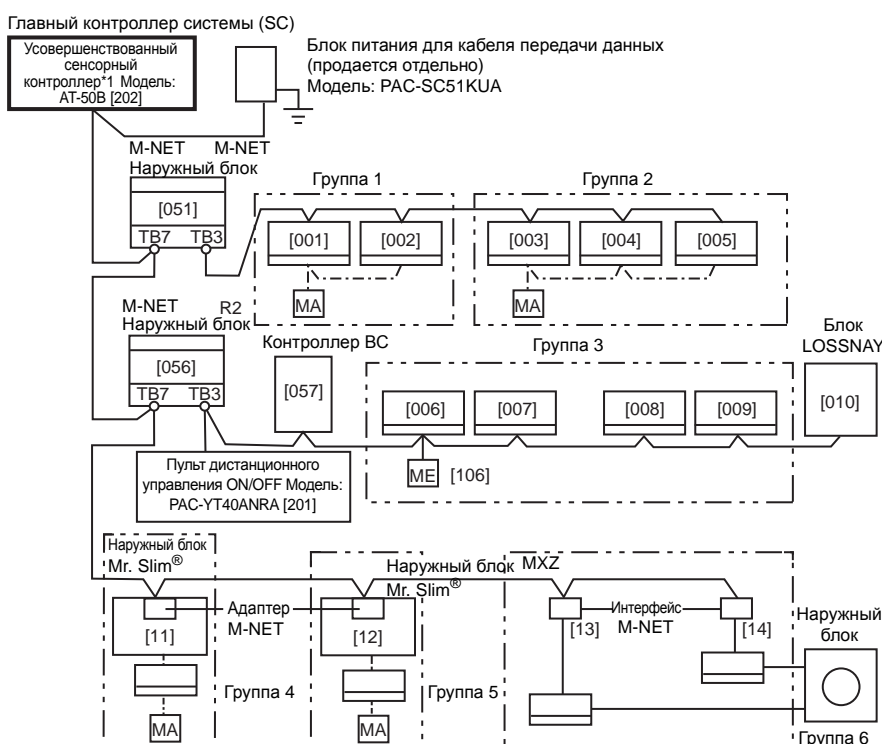 Главный контроллер системы (SC)
Усовершенствованный
сенсорный
контроллер*1 Модель:
AT-50B [202]
Блок питания для кабеля передачи данных
(продается отдельно)
Модель: PAC-SC51KUA
M-NET
M-NET
Наружный блок
[051]
TB7
TB3
Группа 1
[001]
[002]
MA
Группа 2
[003]
[004]
[005]
MA
M-NET
R2
Наружный блок
[056]
TB7
TB3
Контроллер BC
[057]
Группа 3
[006]
[007]
[008]
[009]
ME
[106]
Блок
LOSSNAY
[010]
Пульт дистанционного
управления ON/OFF Модель:
PAC-YT40ANRA [201]
Наружный блок
Mr. Slim®
[11]
Адаптер
M-NET
Группа 4
MA
Наружный блок
Mr. Slim®
[12]
Группа 5
MA
MXZ
[13]
Интерфейс
M-NET
[14]
Наружный
блок
Группа 6